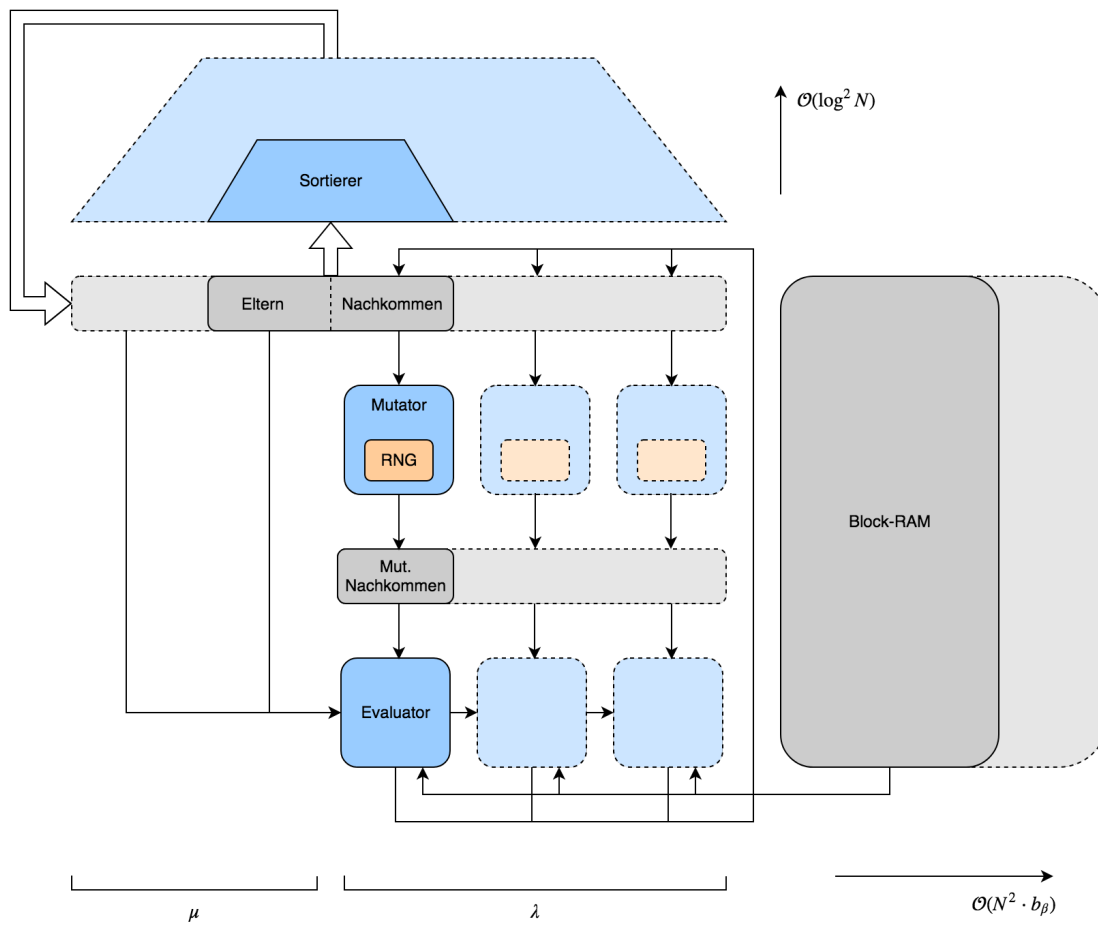 𝒪(log² N)
Sortierer
Eltern
Nachkommen
Mutator
RNG
Block-RAM
Mut.
Nachkommen
Evaluator
μ
λ
𝒪(N² · b_β)